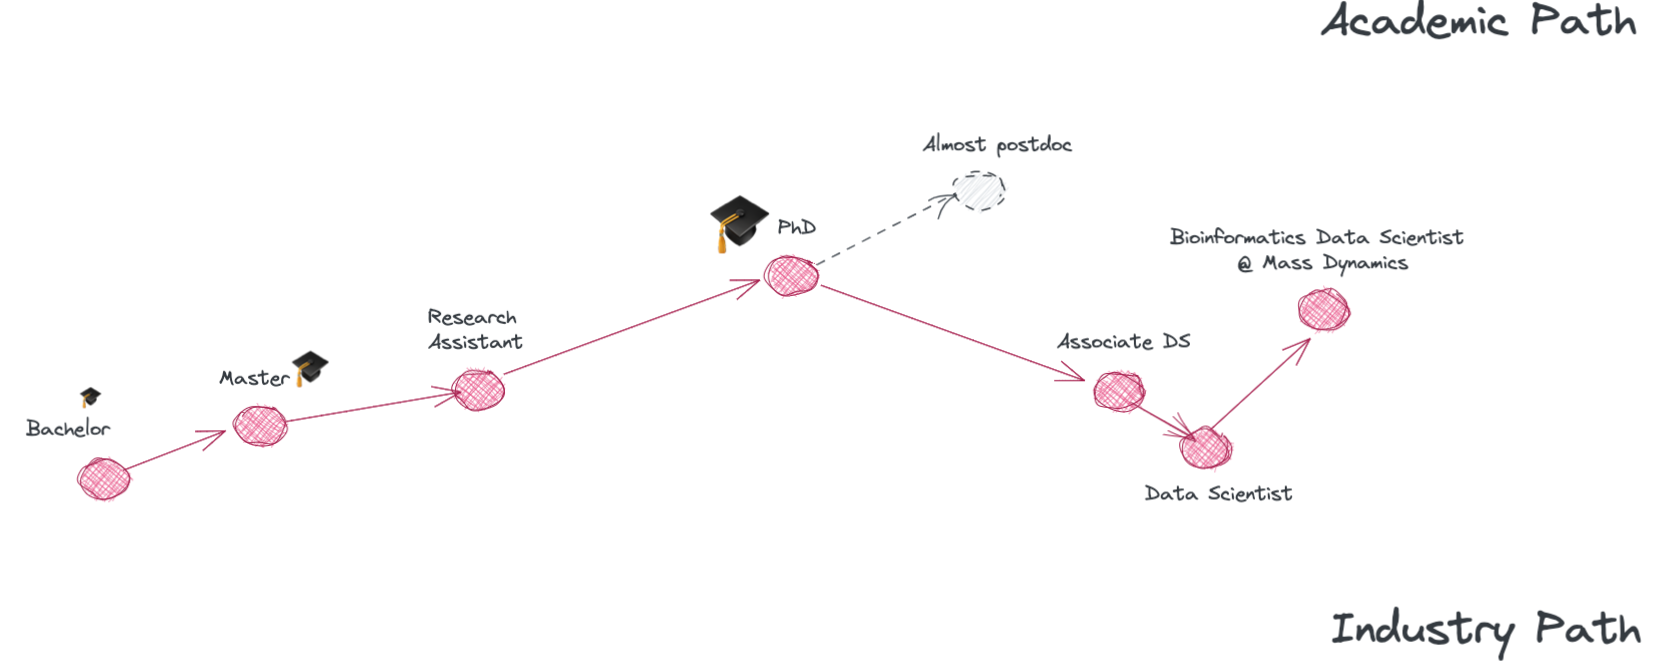 Academic Path
Almost postdoc
PhD
Bioinformatics Data Scientist
@ Mass Dynamics
Research
Assistant
Associate DS
Master
Bachelor
Data Scientist
Industry Path